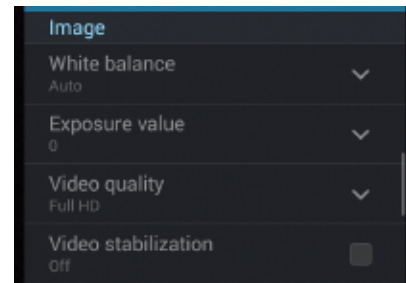 Image
White balance
Auto
Exposure value
0
Video quality
Full HD
Video stabilization
Off